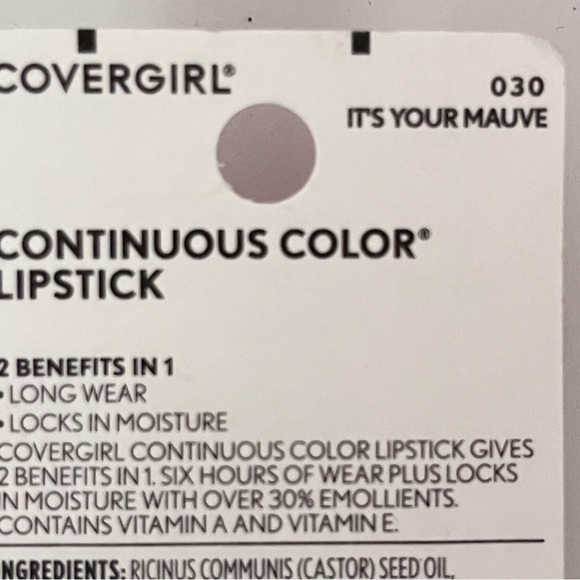 COVERGIRL®
030
IT'S YOUR MAUVE
CONTINUOUS COLOR®
LIPSTICK
2 BENEFITS IN 1
• LONG WEAR
• LOCKS IN MOISTURE
COVERGIRL CONTINUOUS COLOR LIPSTICK GIVES
2 BENEFITS IN 1. SIX HOURS OF WEAR PLUS LOCKS
IN MOISTURE WITH OVER 30% EMOLLIENTS.
CONTAINS VITAMIN A AND VITAMIN E.
INGREDIENTS: RICINUS COMMUNIS (CASTOR) SEED OIL,